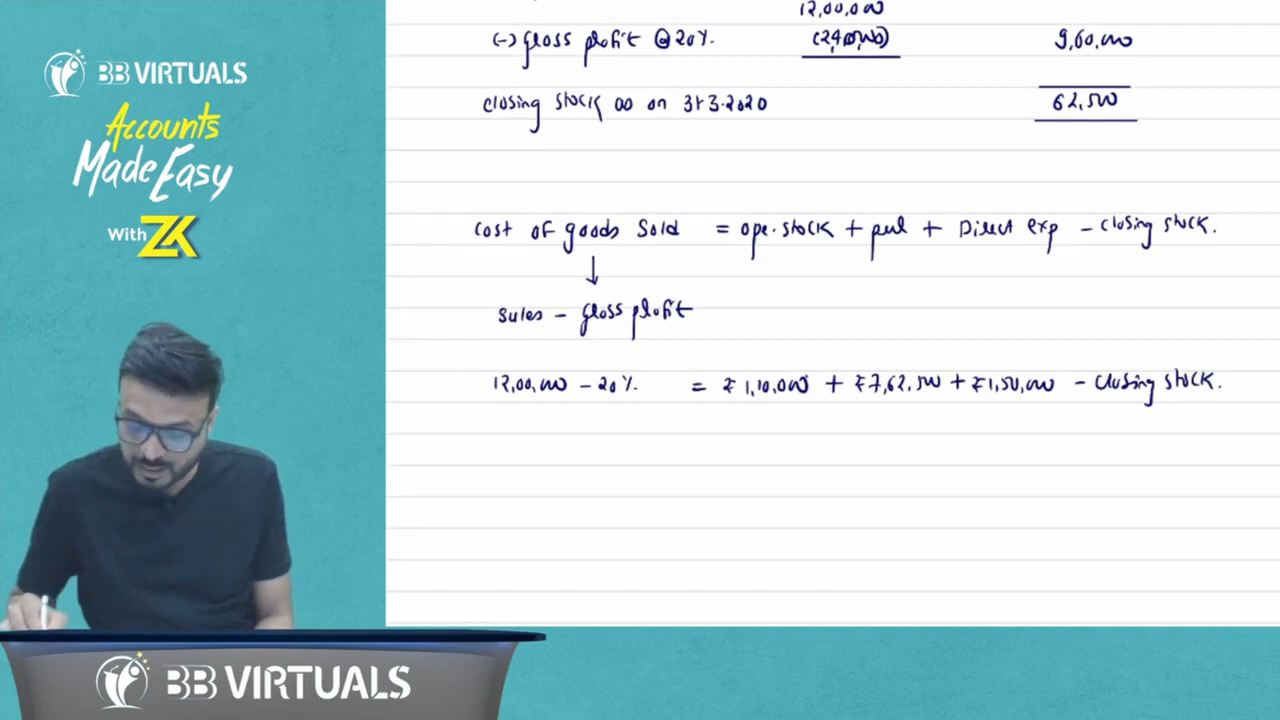 BB VIRTUALS
Accounts
Made Easy
With ZK
12,00,000
(-) Gross profit @ 20%. (2,40,000) 9,60,000
closing stock as on 31.3.2020 62,500
Cost of goods sold = ope. stock + pur + Direct exp - closing stock.
Sales - Gross profit
12,00,000 - 20%. = ₹1,10,000 + ₹7,62,500 + ₹1,50,000 - closing stock.
BB VIRTUALS